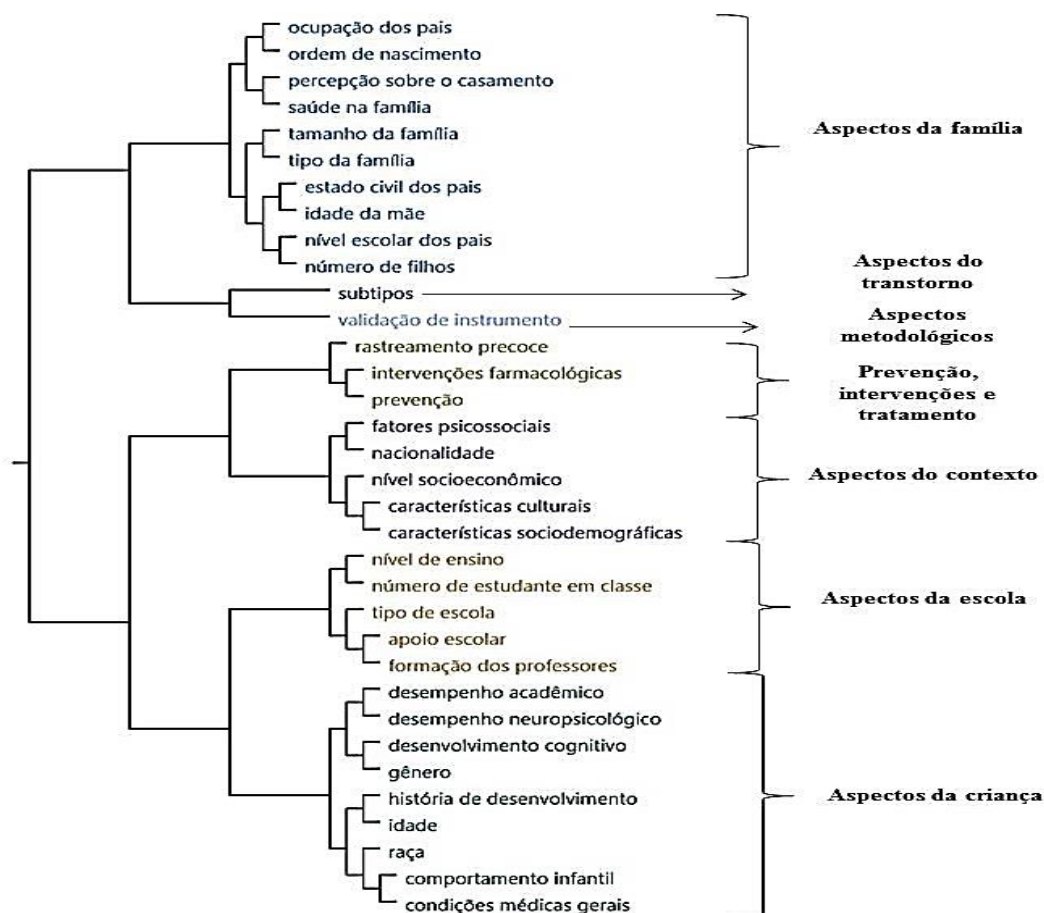 ocupação dos pais
ordem de nascimento
percepção sobre o casamento
saúde na família
tamanho da família
tipo da família
estado civil dos pais
idade da mãe
nível escolar dos pais
número de filhos
subtipos
validação de instrumento
rastreamento precoce
intervenções farmacológicas
prevenção
fatores psicossociais
nacionalidade
nível socioeconômico
características culturais
características sociodemográficas
nível de ensino
número de estudante em classe
tipo de escola
apoio escolar
formação dos professores
desempenho acadêmico
desempenho neuropsicológico
desenvolvimento cognitivo
gênero
história de desenvolvimento
idade
raça
comportamento infantil
condições médicas gerais
Aspectos da família
Aspectos do
transtorno
Aspectos
metodológicos
Prevenção,
intervenções e
tratamento
Aspectos do contexto
Aspectos da escola
Aspectos da criança